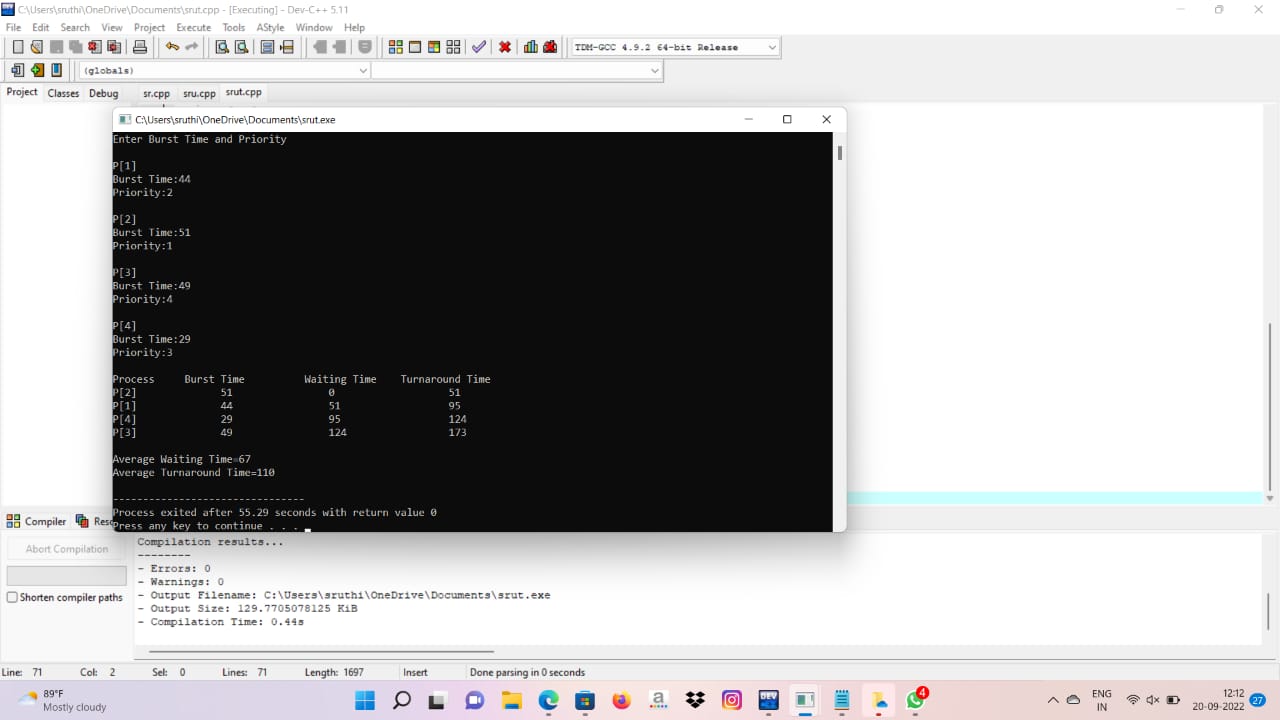 C:\Users\sruthi\OneDrive\Documents\srut.cpp - [Executing] - Dev-C++ 5.11
File Edit Search View Project Execute Tools AStyle Window Help
TDM-GCC 4.9.2 64-bit Release
(globals)
Project Classes Debug sr.cpp sru.cpp srut.cpp
C:\Users\sruthi\OneDrive\Documents\srut.exe
Enter Burst Time and Priority
P[1]
Burst Time:44
Priority:2
P[2]
Burst Time:51
Priority:1
P[3]
Burst Time:49
Priority:4
P[4]
Burst Time:29
Priority:3
Process Burst Time Waiting Time Turnaround Time
P[2] 51 0 51
P[1] 44 51 95
P[4] 29 95 124
P[3] 49 124 173
Average Waiting Time=67
Average Turnaround Time=110
--------------------------------
Process exited after 55.29 seconds with return value 0
Press any key to continue . . .
Compiler Reso
Abort Compilation
Shorten compiler paths
Compilation results...
--------
- Errors: 0
- Warnings: 0
- Output Filename: C:\Users\sruthi\OneDrive\Documents\srut.exe
- Output Size: 129.7705078125 KiB
- Compilation Time: 0.44s
Line: 71 Col: 2 Sel: 0 Lines: 71 Length: 1697 Insert Done parsing in 0 seconds
89°F
Mostly cloudy
a
DEV
4
ENG
IN
12:12
20-09-2022
27